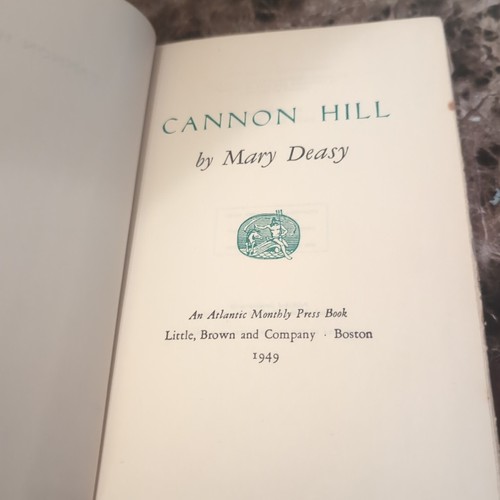 CANNON HILL
by Mary Deasy
An Atlantic Monthly Press Book
Little, Brown and Company · Boston
1949